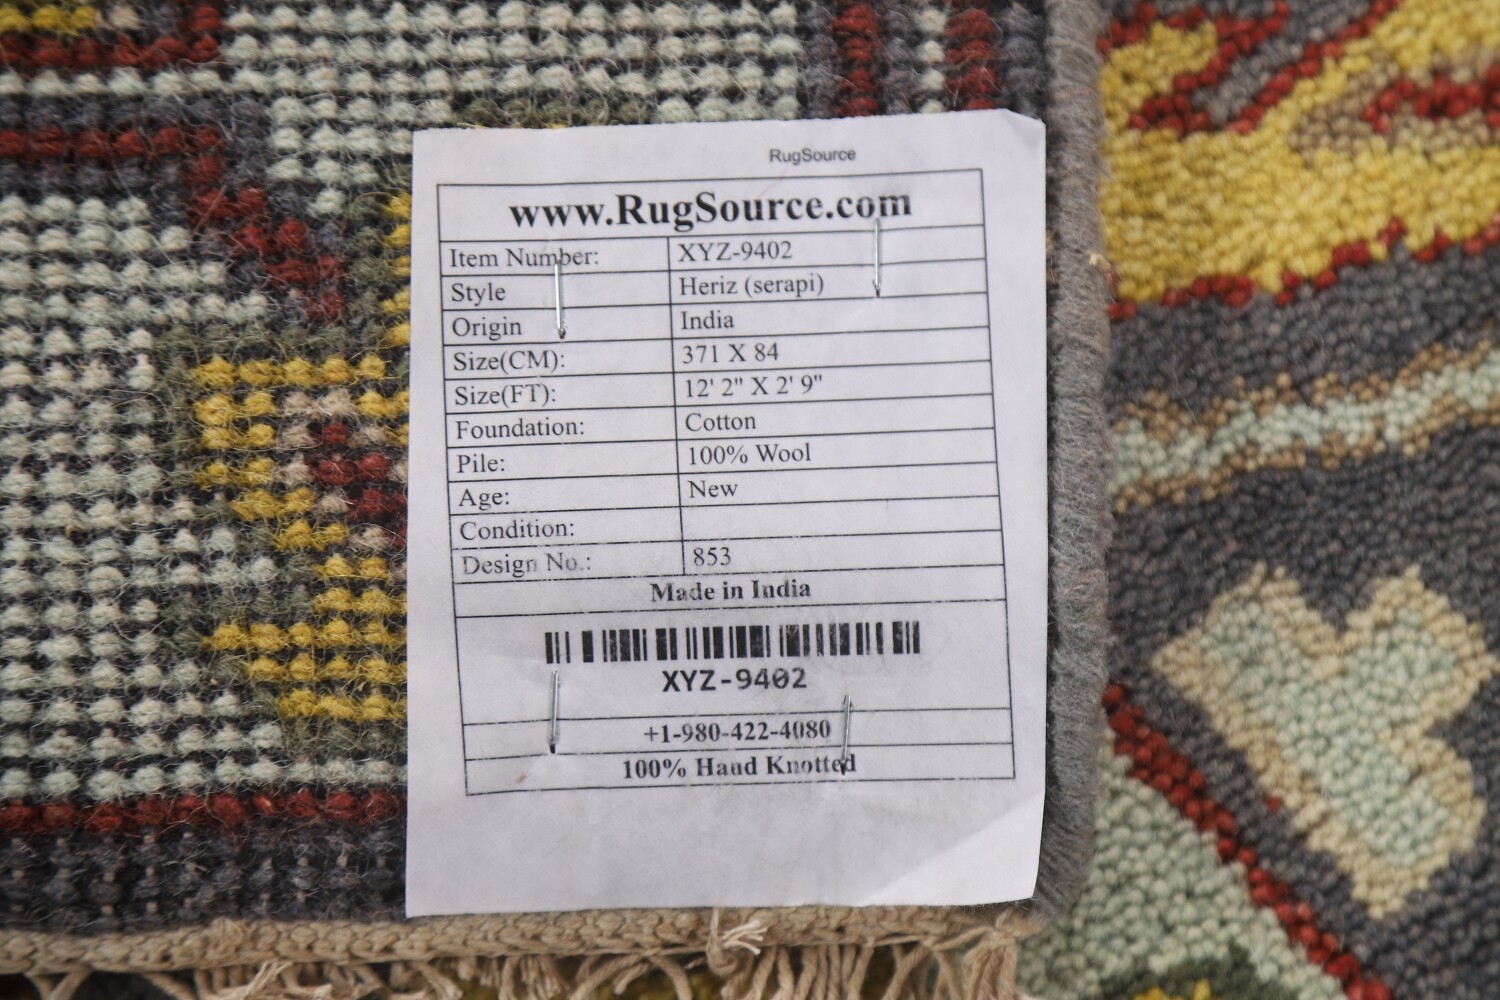 RugSource
www.RugSource.com
Item Number: XYZ-9402
Style Heriz (serapi)
Origin India
Size(CM): 371 X 84
Size(FT): 12' 2" X 2' 9"
Foundation: Cotton
Pile: 100% Wool
Age: New
Condition:
Design No.: 853
Made in India
XYZ-9402
+1-980-422-4080
100% Hand Knotted